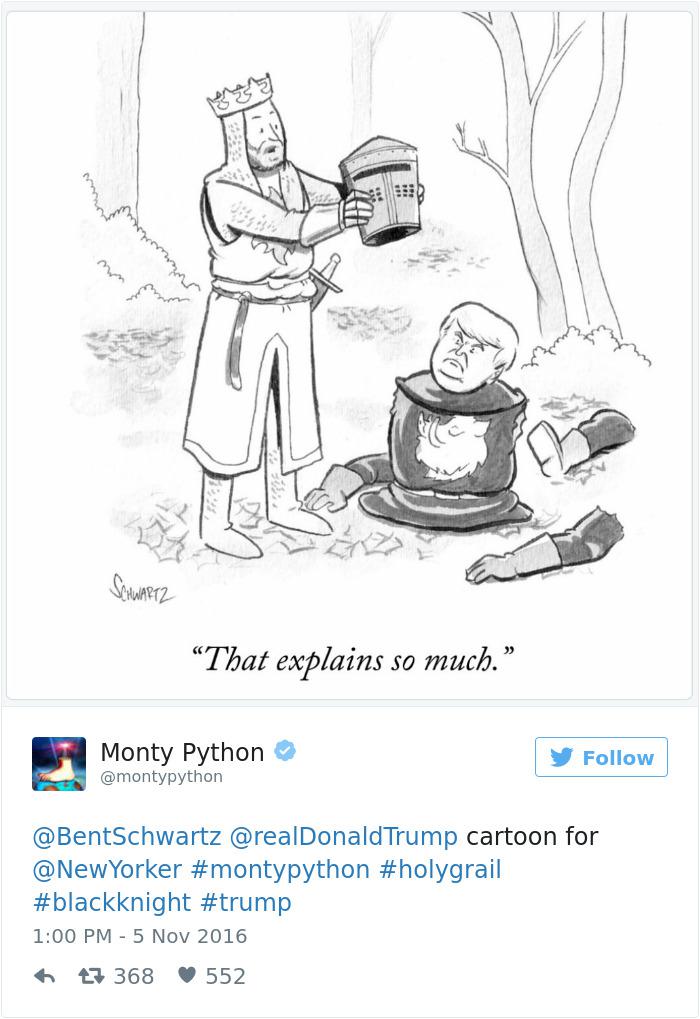 SCHWARTZ
“That explains so much.”
Monty Python
@montypython
Follow
@BentSchwartz @realDonaldTrump cartoon for
@NewYorker #montypython #holygrail
#blackknight #trump
1:00 PM - 5 Nov 2016
368 552